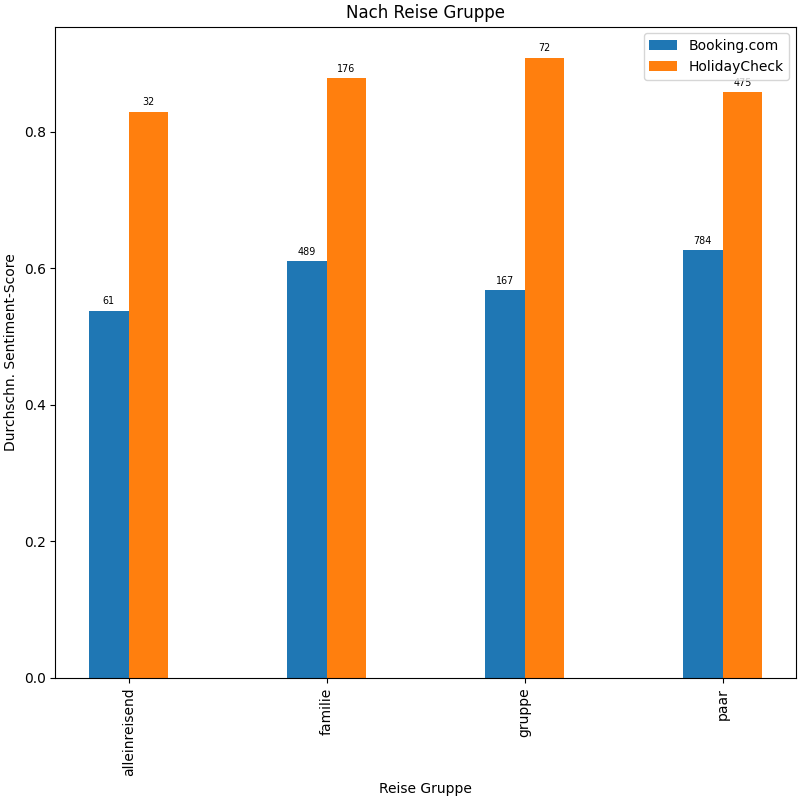 Nach Reise Gruppe
Booking.com
HolidayCheck
32
176
72
475
61
489
167
784
0.8
0.6
0.4
0.2
0.0
Durchschn. Sentiment-Score
alleinreisend
familie
gruppe
paar
Reise Gruppe